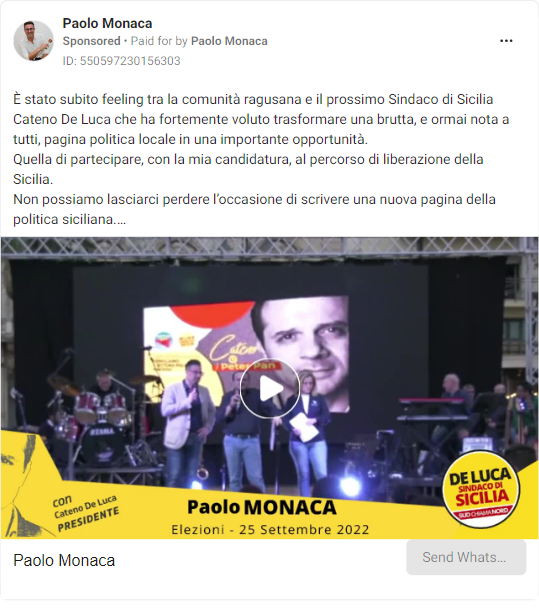 Paolo Monaca
Sponsored • Paid for by Paolo Monaca
ID: 550597230156303
È stato subito feeling tra la comunità ragusana e il prossimo Sindaco di Sicilia
Cateno De Luca che ha fortemente voluto trasformare una brutta, e ormai nota a
tutti, pagina politica locale in una importante opportunità.
Quella di partecipare, con la mia candidatura, al percorso di liberazione della
Sicilia.
Non possiamo lasciarci perdere l'occasione di scrivere una nuova pagina della
politica siciliana....
Cateno
Peter Pan
TAMA
con
Cateno De Luca
PRESIDENTE
Paolo MONACA
Elezioni - 25 Settembre 2022
DE LUCA
SINDACO DI
SICILIA
SUD CHIAMA NORD
Paolo Monaca
Send Whats...